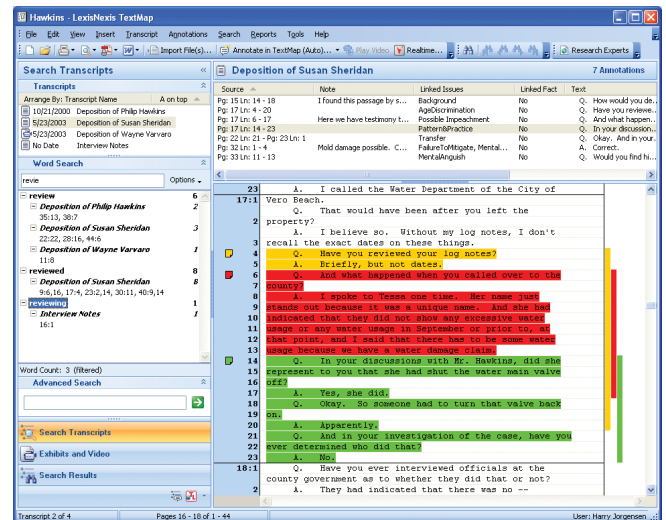 Hawkins - LexisNexis TextMap
File Edit View Insert Transcript Annotations Search Reports Tools Help
Import File(s)... Annotate in TextMap (Auto)... Play Video Realtime... Research Experts
Search Transcripts «
Transcripts
Arrange By: Transcript Name A on top
10/21/2000 Deposition of Philip Hawkins
5/23/2003 Deposition of Susan Sheridan
5/23/2003 Deposition of Wayne Varvaro
No Date Interview Notes
Word Search
revie Options
review 6
Deposition of Philip Hawkins 2
35:13, 38:7
Deposition of Susan Sheridan 3
22:22, 28:16, 44:6
Deposition of Wayne Varvaro 1
11:8
reviewed 8
Deposition of Susan Sheridan 8
9:6,16, 17:4, 23:2,14, 30:11, 40:9,14
reviewing 1
Interview Notes 1
16:1
Word Count: 3 (filtered)
Advanced Search
Search Transcripts
Exhibits and Video
Search Results
Deposition of Susan Sheridan 7 Annotations
Source Note Linked Issues Linked Fact Text
Pg: 15 Ln: 14 - 18 I found this passage by s... Background No Q. How would you de...
Pg: 17 Ln: 4 - 20 AgeDiscrimination No Q. Have you reviewe...
Pg: 17 Ln: 6 - 17 Here we have testimony t... Possible Impeachment No Q. And what happen...
Pg: 17 Ln: 14 - 23 Pattern&Practice No Q. In your discussion...
Pg: 22 Ln: 21 - Pg: 23 Ln: 1 Transfer No Q. Okay. And in your...
Pg: 32 Ln: 1 - 4 Mold damage possible. C... FailureToMitigate, Mental... No A. Correct.
Pg: 33 Ln: 11 - 13 MentalAnguish No Q. Would you find hi...
23 A. I called the Water Department of the City of
17:1 Vero Beach.
Q. That would have been after you left the
2 property?
A. I believe so. Without my log notes, I don't
3 recall the exact dates on these things.
4 Q. Have you reviewed your log notes?
5 A. Briefly, but not dates.
6 Q. And what happened when you called over to the
7 county?
8 A. I spoke to Tessa one time. Her name just
9 stands out because it was a unique name. And she had
10 indicated that they did not show any excessive water
11 usage or any water usage in September or prior to, at
12 that point, and I said that there has to be some water
13 usage because we have a water damage claim.
14 Q. In your discussions with Mr. Hawkins, did she
15 represent to you that she had shut the water main valve
16 off?
17 A. Yes, she did.
18 Q. Okay. So someone had to turn that valve back
19 on.
20 A. Apparently.
21 Q. And in your investigation of the case, have you
22 ever determined who did that?
23 A. No.
18:1 Q. Have you ever interviewed officials at the
county government as to whether they did that or not?
2 A. They had indicated that there was no --
Transcript 2 of 4 Pages 16 - 18 of 1 - 44 User: Harry Jorgensen